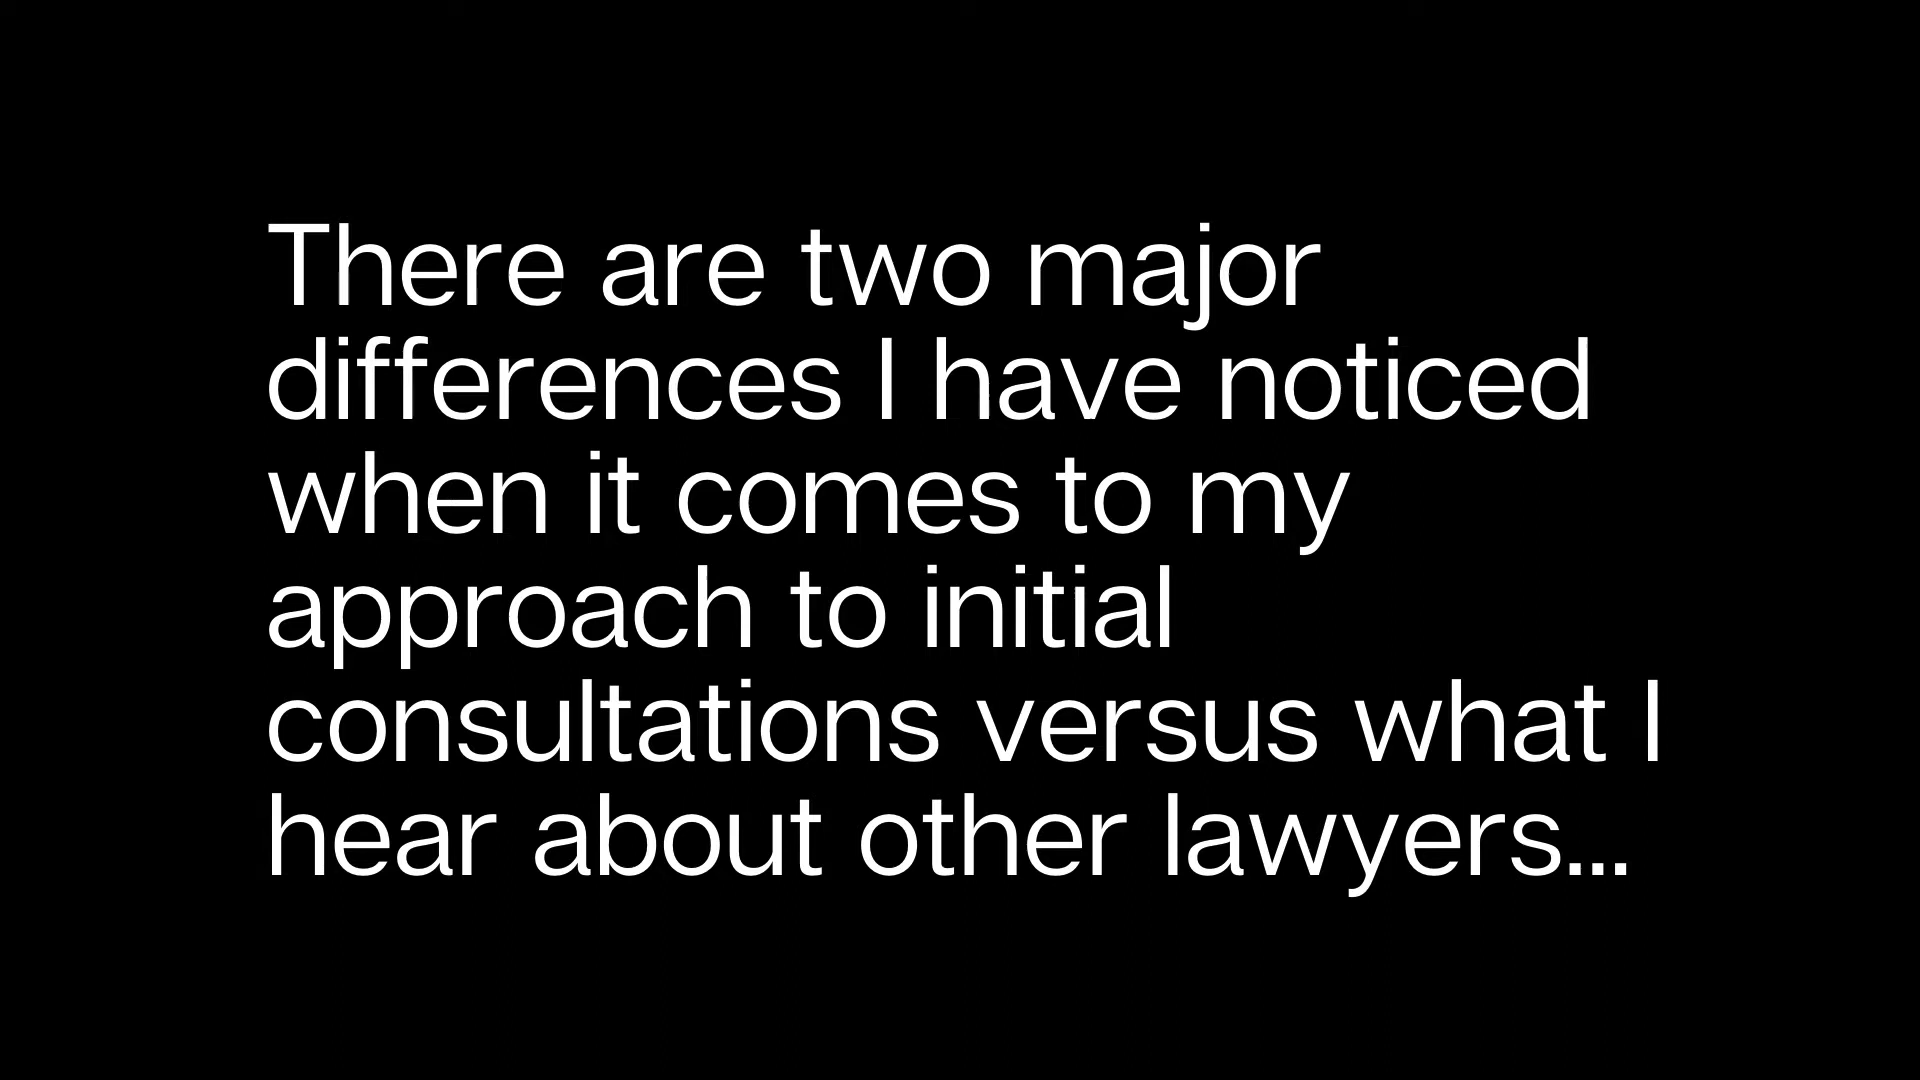 There are two major
differences I have noticed
when it comes to my
approach to initial
consultations versus what I
hear about other lawyers...